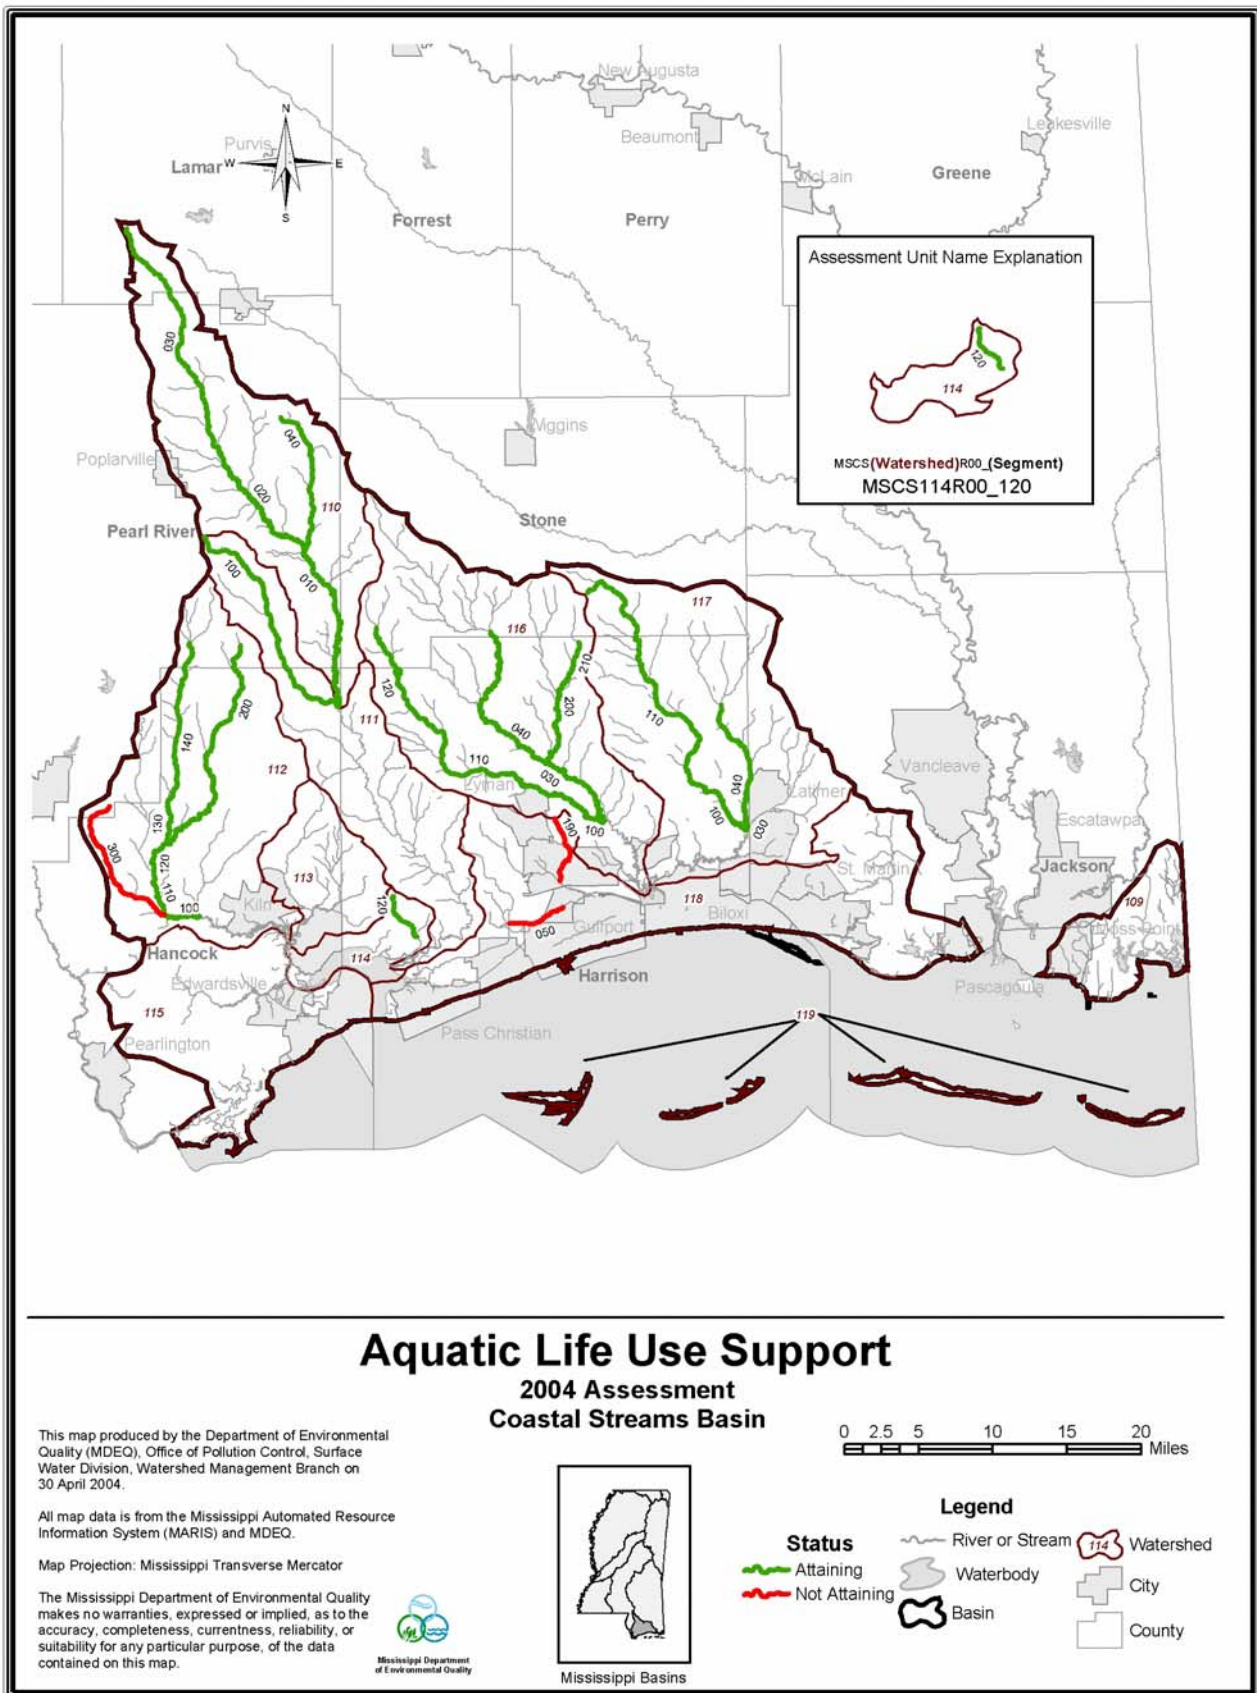 New Augusta
Beaumont
Leakesville
McLain
Greene
N
W
E
S
Purvis
Lamar
Forrest
Perry
Assessment Unit Name Explanation
120
114
MSCS(Watershed)R00_(Segment)
MSCS114R00_120
030
040
020
110
010
100
Poplarville
Pearl River
Wiggins
Stone
117
116
210
200
120
111
110
040
030
110
100
040
030
100
Lyman
190
140
200
112
130
120
110
100
300
113
Kiln
120
114
050
Gulfport
118
Biloxi
Latimer
St. Martin
Vancleave
Escatawpa
Jackson
109
Moss Point
Pascagoula
Hancock
Edwardsville
115
Pearlington
Harrison
Pass Christian
119
Aquatic Life Use Support
2004 Assessment
Coastal Streams Basin
This map produced by the Department of Environmental
Quality (MDEQ), Office of Pollution Control, Surface
Water Division, Watershed Management Branch on
30 April 2004.
All map data is from the Mississippi Automated Resource
Information System (MARIS) and MDEQ.
Map Projection: Mississippi Transverse Mercator
The Mississippi Department of Environmental Quality
makes no warranties, expressed or implied, as to the
accuracy, completeness, currentness, reliability, or
suitability for any particular purpose, of the data
contained on this map.
Mississippi Department
of Environmental Quality
Mississippi Basins
0 2.5 5 10 15 20
Miles
Legend
Status
Attaining
Not Attaining
River or Stream
Waterbody
Basin
114
Watershed
City
County